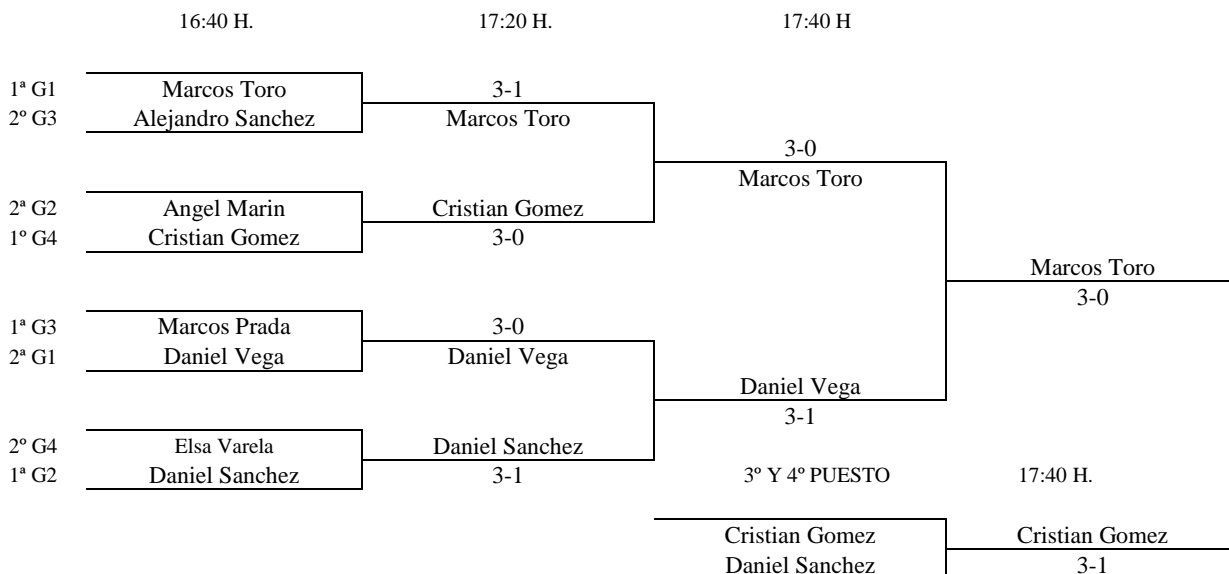 16:40 H. 17:20 H. 17:40 H
1ª G1 Marcos Toro 3-1
2º G3 Alejandro Sanchez Marcos Toro
3-0
Marcos Toro
2ª G2 Angel Marin Cristian Gomez
1º G4 Cristian Gomez 3-0
Marcos Toro
3-0
1ª G3 Marcos Prada 3-0
2ª G1 Daniel Vega Daniel Vega
Daniel Vega
3-1
2º G4 Elsa Varela Daniel Sanchez
1ª G2 Daniel Sanchez 3-1 3º Y 4º PUESTO 17:40 H.
Cristian Gomez Cristian Gomez
Daniel Sanchez 3-1